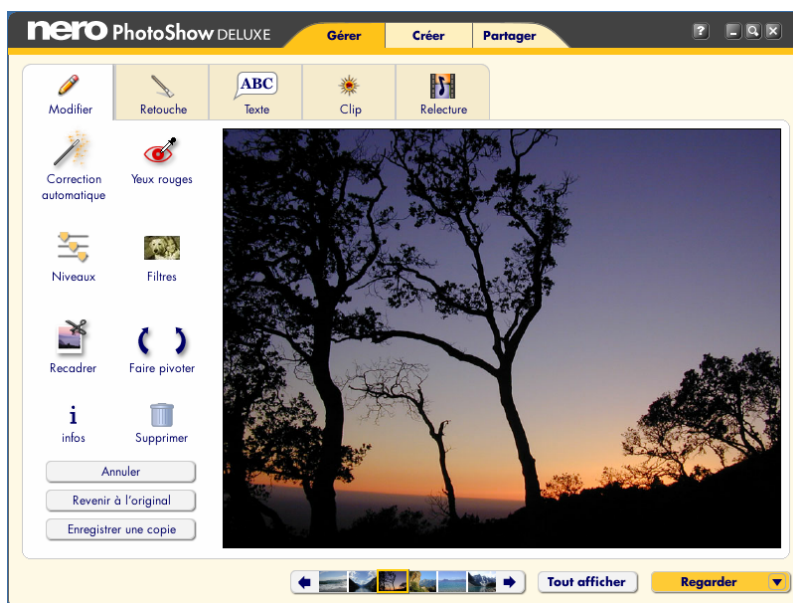 nero PhotoShow DELUXE
Gérer
Créer
Partager
?
Modifier
Retouche
ABC
Texte
Clip
Relecture
Correction
automatique
Yeux rouges
Niveaux
Filtres
Recadrer
Faire pivoter
i
infos
Supprimer
Annuler
Revenir à l'original
Enregistrer une copie
Tout afficher
Regarder